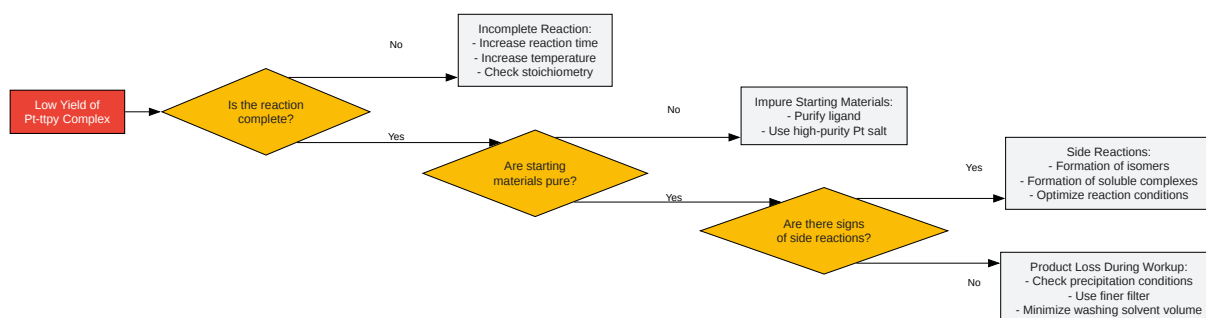 Low Yield of
Pt-ttpy Complex
Is the reaction
complete?
No
Incomplete Reaction:
- Increase reaction time
- Increase temperature
- Check stoichiometry
Yes
Are starting
materials pure?
No
Impure Starting Materials:
- Purify ligand
- Use high-purity Pt salt
Yes
Are there signs
of side reactions?
Yes
Side Reactions:
- Formation of isomers
- Formation of soluble complexes
- Optimize reaction conditions
No
Product Loss During Workup:
- Check precipitation conditions
- Use finer filter
- Minimize washing solvent volume